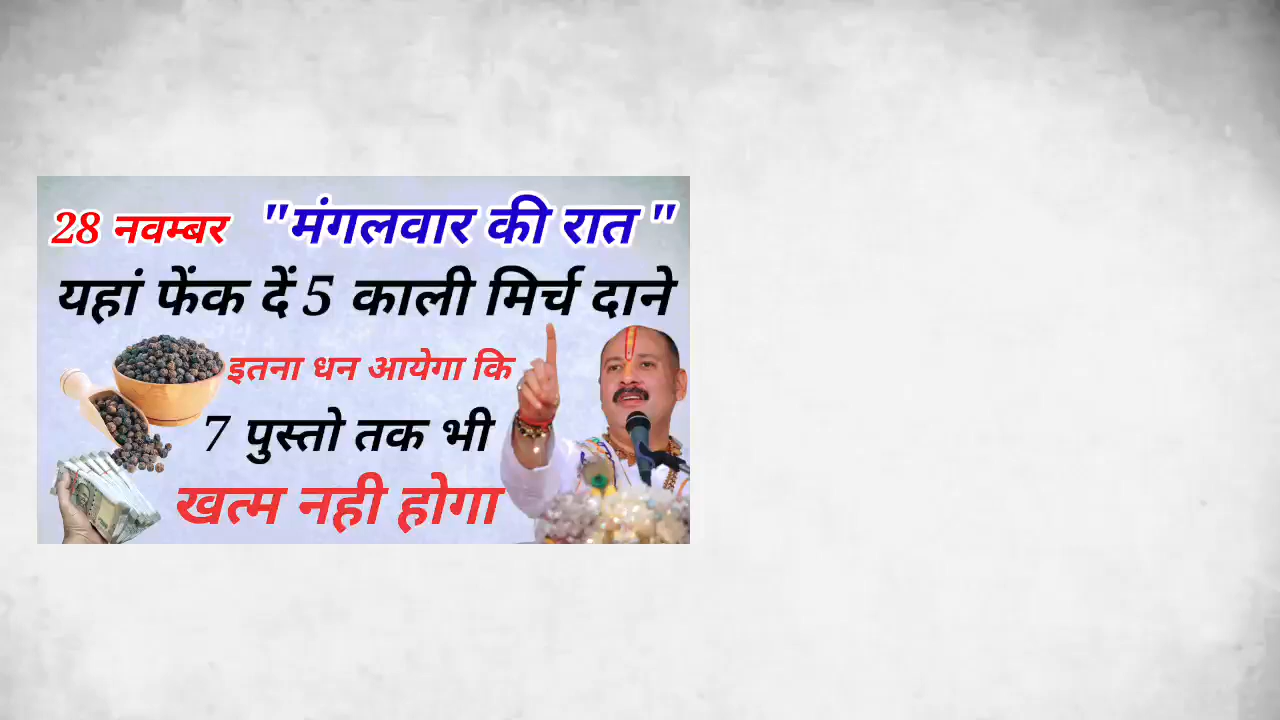 28 नवम्बर "मंगलवार की रात"
यहां फेंक दें 5 काली मिर्च दाने
इतना धन आयेगा कि
7 पुस्तो तक भी
खत्म नही होगा